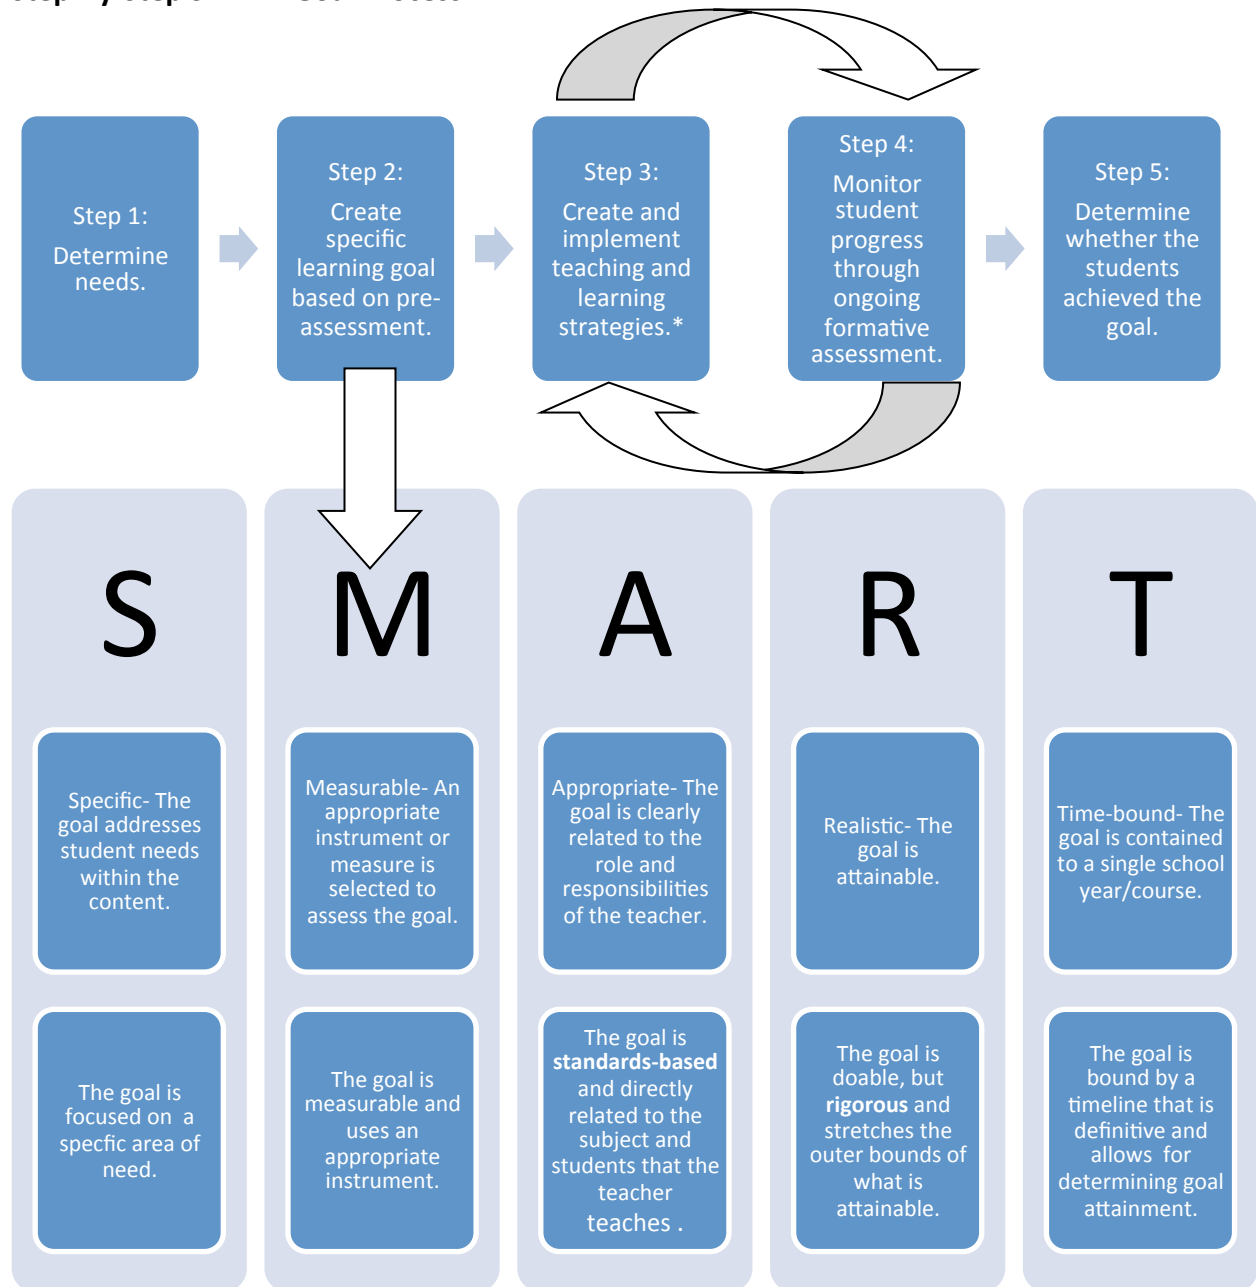 Step 1:
Determine
needs.
Step 2:
Create
specific
learning goal
based on pre-
assessment.
Step 3:
Create and
implement
teaching and
learning
strategies.*
Step 4:
Monitor
student
progress
through
ongoing
formative
assessment.
Step 5:
Determine
whether the
students
achieved the
goal.
S
M
A
R
T
Specific- The
goal addresses
student needs
within the
content.
Measurable- An
appropriate
instrument or
measure is
selected to
assess the goal.
Appropriate- The
goal is clearly
related to the
role and
responsibilities
of the teacher.
Realistic- The
goal is
attainable.
Time-bound- The
goal is contained
to a single school
year/course.
The goal is
focused on a
specfic area of
need.
The goal is
measurable and
uses an
appropriate
instrument.
The goal is
standards-based
and directly
related to the
subject and
students that the
teacher
teaches .
The goal is
doable, but
rigorous and
stretches the
outer bounds of
what is
attainable.
The goal is
bound by a
timeline that is
definitive and
allows for
determining goal
attainment.